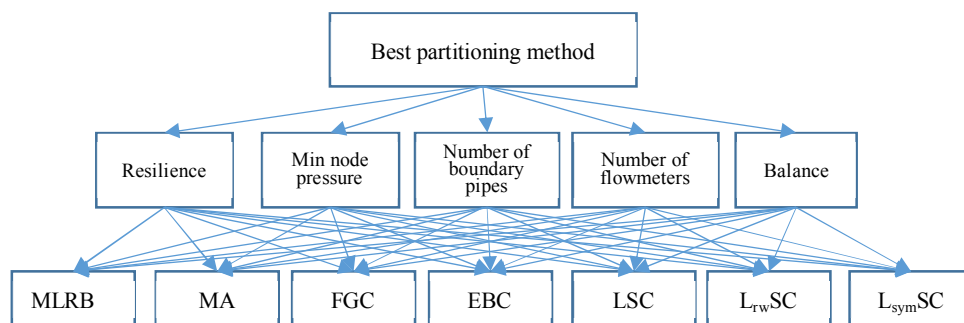 Best partitioning method
Resilience
Min node
pressure
Number of
boundary
pipes
Number of
flowmeters
Balance
MLRB
MA
FGC
EBC
LSC
LrwSC
LsymSC